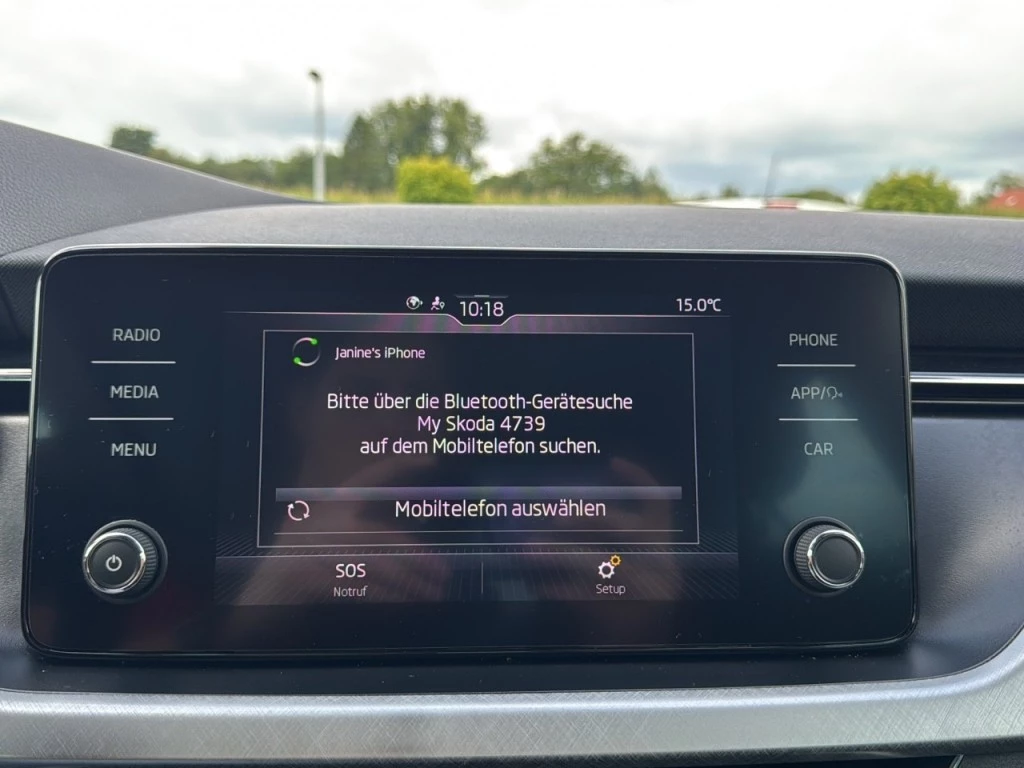 10:18
15.0°C
RADIO
MEDIA
MENU
Janine's iPhone
Bitte über die Bluetooth-Gerätesuche
My Skoda 4739
auf dem Mobiltelefon suchen.
Mobiltelefon auswählen
SOS
Notruf
Setup
PHONE
APP/
CAR